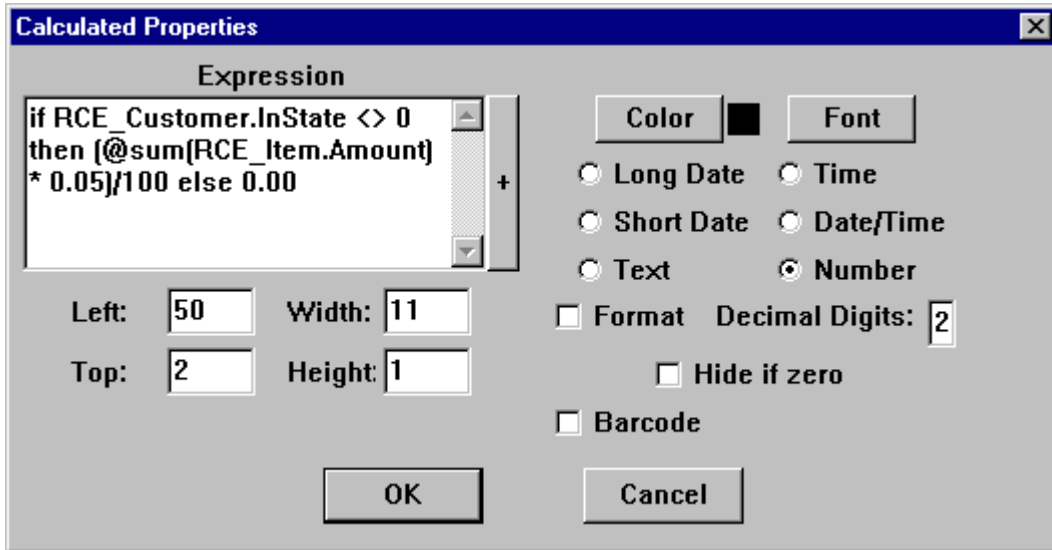 Calculated Properties
Expression
if RCE_Customer.InState <> 0
then (@sum(RCE_Item.Amount)
* 0.05)/100 else 0.00
+
Color Font
Long Date Time
Short Date Date/Time
Text Number
Left: 50 Width: 11
Format Decimal Digits: 2
Top: 2 Height: 1
Hide if zero
Barcode
OK Cancel